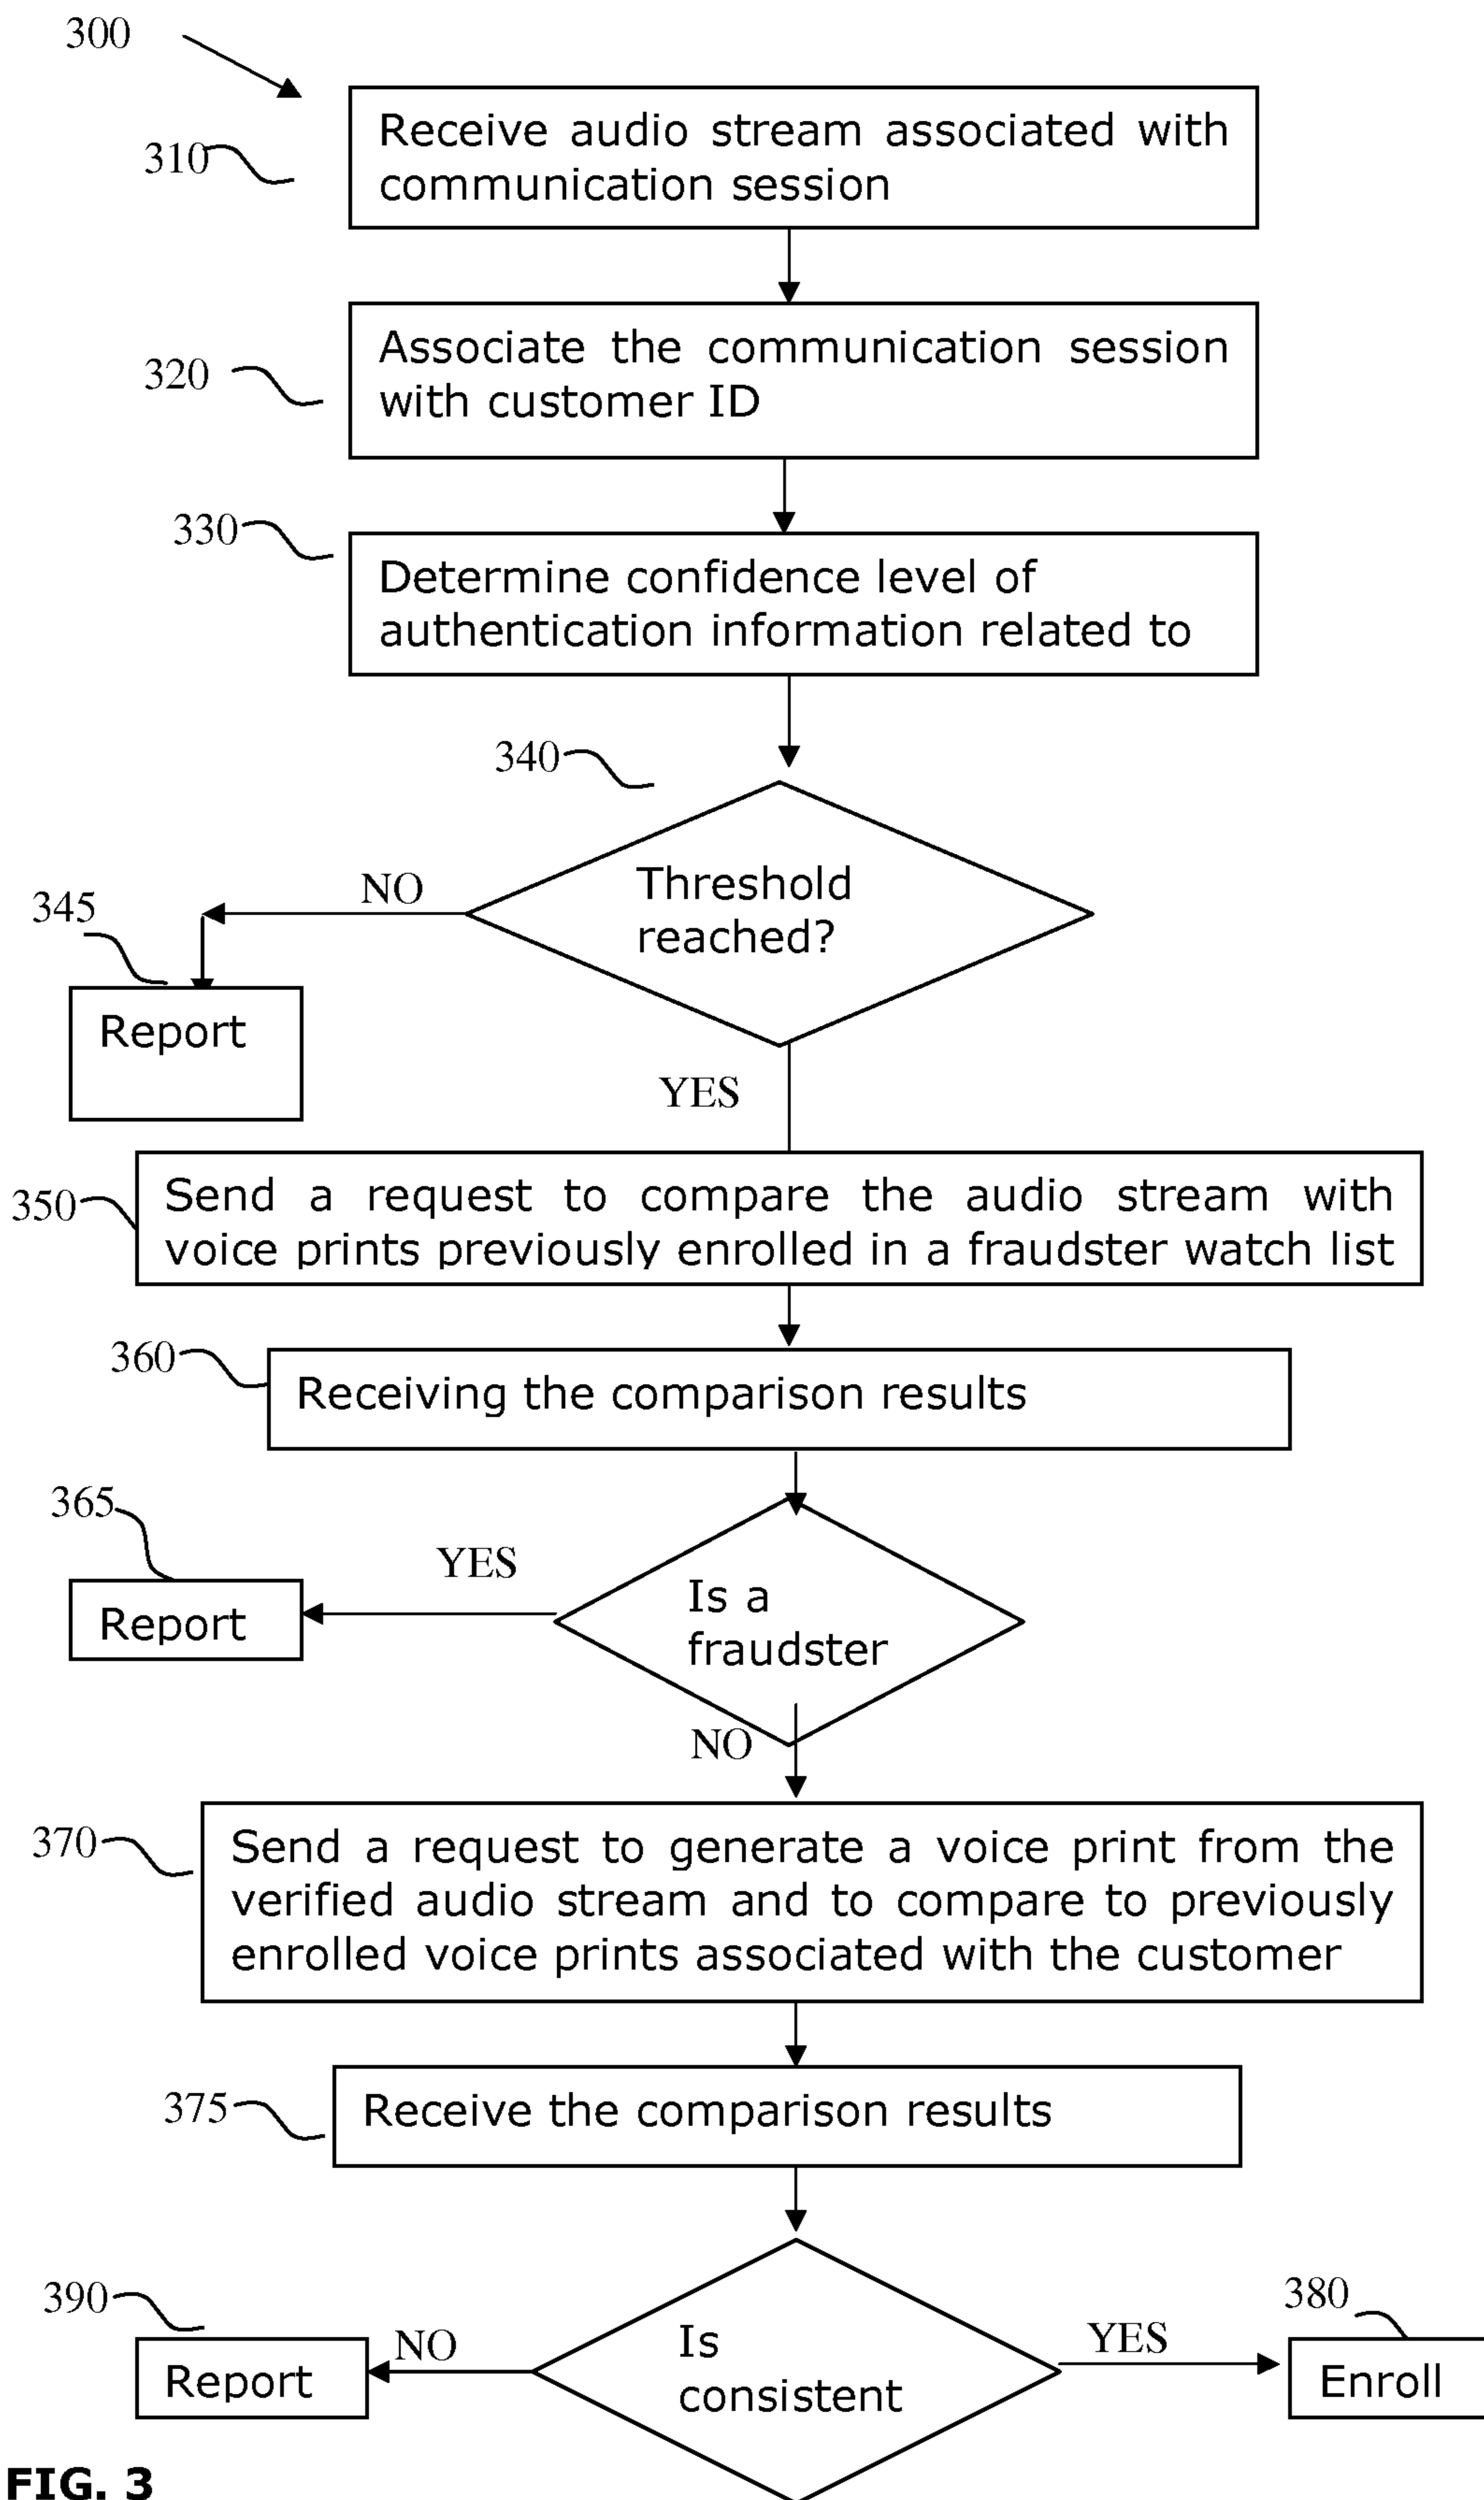 300
310
Receive audio stream associated with
communication session
320
Associate the communication session
with customer ID
330
Determine confidence level of
authentication information related to
340
Threshold
reached?
NO
345
Report
YES
350
Send a request to compare the audio stream with
voice prints previously enrolled in a fraudster watch list
360
Receiving the comparison results
365
YES
Report
Is a
fraudster
NO
370
Send a request to generate a voice print from the
verified audio stream and to compare to previously
enrolled voice prints associated with the customer
375
Receive the comparison results
390
NO
Report
Is
consistent
YES
380
Enroll
FIG. 3